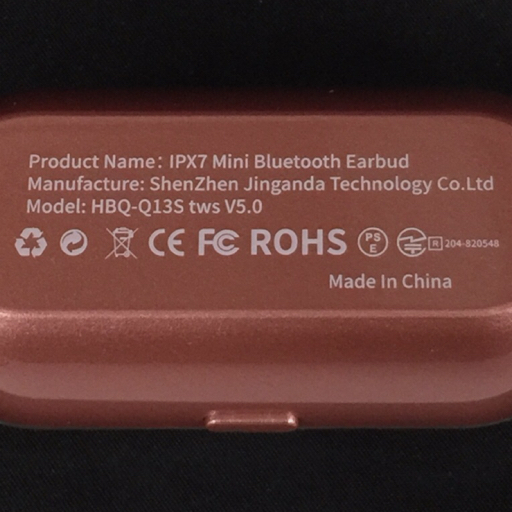 Product Name: IPX7 Mini Bluetooth Earbud
Manufacture: ShenZhen Jinganda Technology Co.Ltd
Model: HBQ-Q13S tws V5.0
CE FC ROHS PSE R 204-820548
Made In China